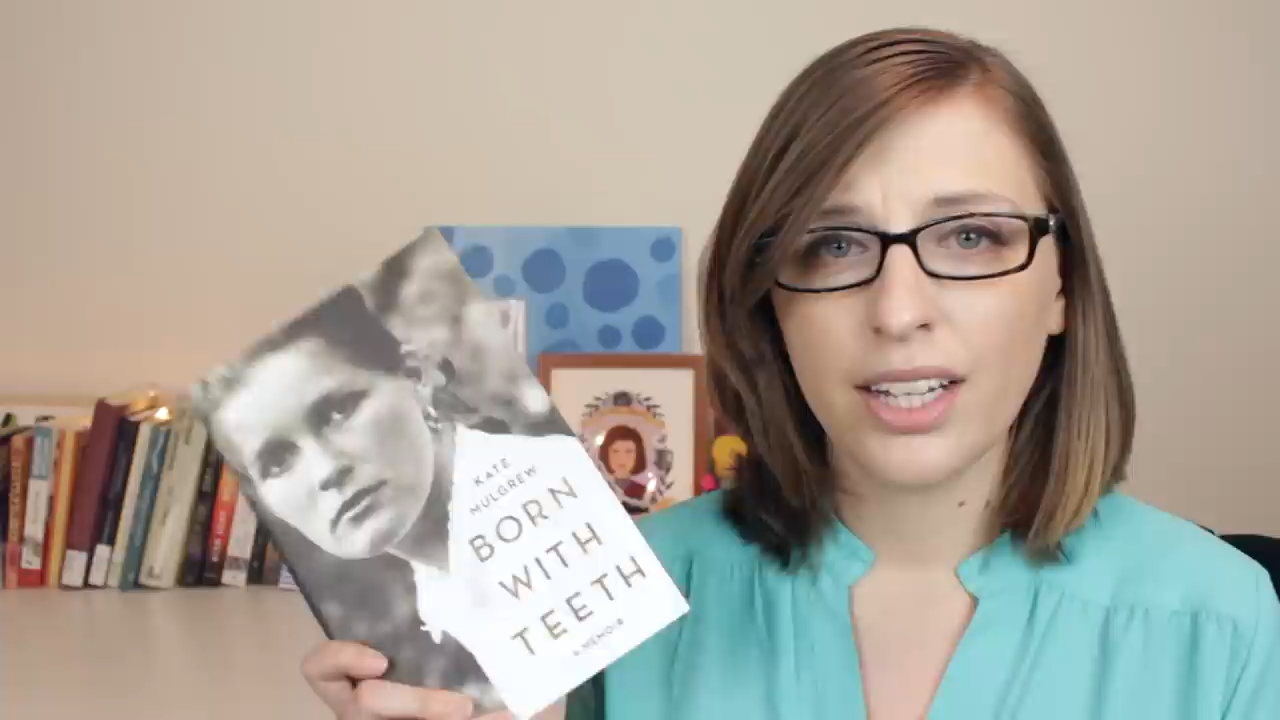 KATE
MULGREW
BORN
WITH
TEETH
A MEMOIR